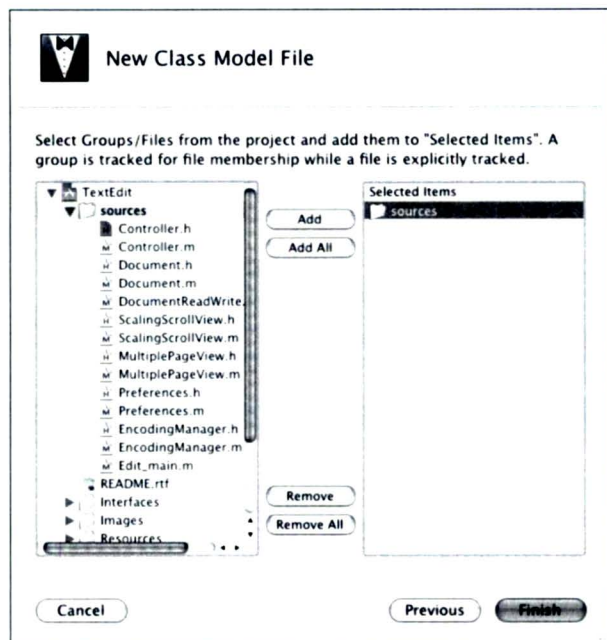 New Class Model File
Select Groups/Files from the project and add them to "Selected Items". A
group is tracked for file membership while a file is explicitly tracked.
TextEdit
sources
Controller.h
Controller.m
Document.h
Document.m
DocumentReadWrite.
ScalingScrollView.h
ScalingScrollView.m
MultiplePageView.h
MultiplePageView.m
Preferences.h
Preferences.m
EncodingManager.h
EncodingManager.m
Edit_main.m
README.rtf
Interfaces
Images
Resources
Add
Add All
Remove
Remove All
Selected Items
sources
Cancel
Previous
Finish